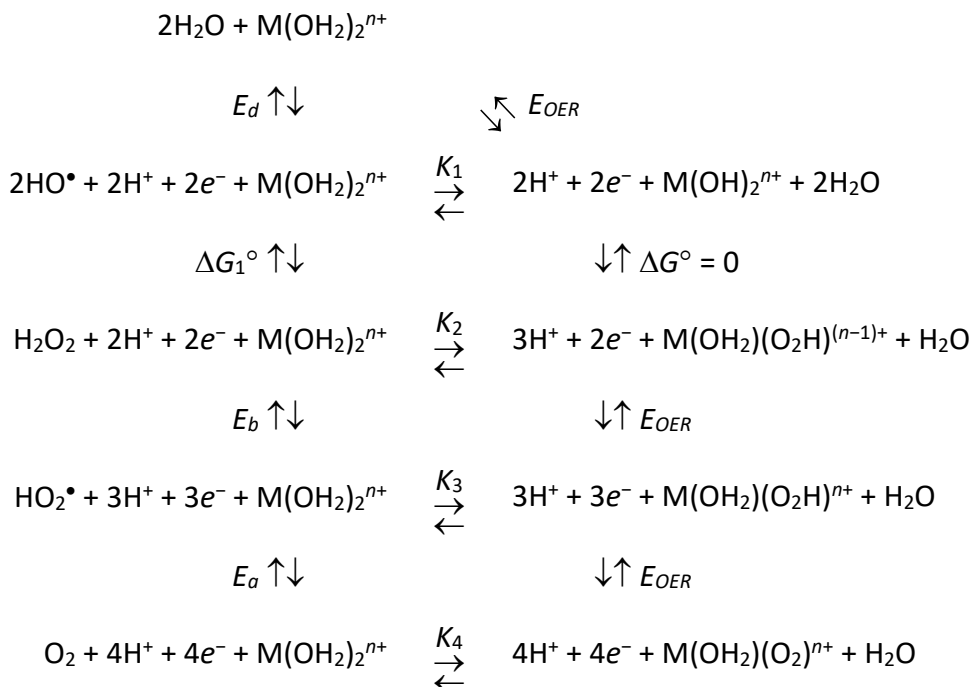 2H₂O + M(OH₂)₂ⁿ⁺
E_d ↑↓ ↘↖ E_OER
2HO• + 2H⁺ + 2e⁻ + M(OH₂)₂ⁿ⁺ K₁ → ← 2H⁺ + 2e⁻ + M(OH)₂ⁿ⁺ + 2H₂O
ΔG₁° ↑↓ ↓↑ ΔG° = 0
H₂O₂ + 2H⁺ + 2e⁻ + M(OH₂)₂ⁿ⁺ K₂ → ← 3H⁺ + 2e⁻ + M(OH₂)(O₂H)⁽ⁿ⁻¹⁾⁺ + H₂O
E_b ↑↓ ↓↑ E_OER
HO₂• + 3H⁺ + 3e⁻ + M(OH₂)₂ⁿ⁺ K₃ → ← 3H⁺ + 3e⁻ + M(OH₂)(O₂H)ⁿ⁺ + H₂O
E_a ↑↓ ↓↑ E_OER
O₂ + 4H⁺ + 4e⁻ + M(OH₂)₂ⁿ⁺ K₄ → ← 4H⁺ + 4e⁻ + M(OH₂)(O₂)ⁿ⁺ + H₂O